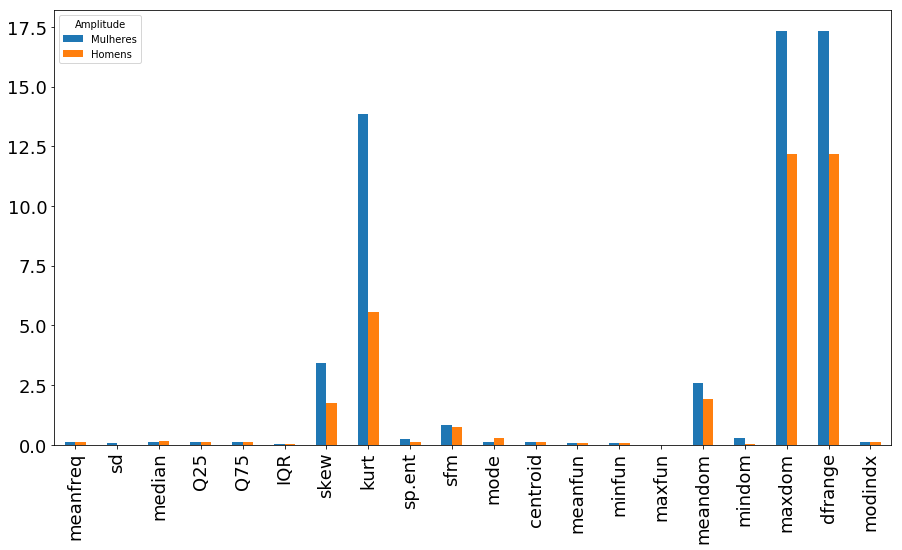 Amplitude
Mulheres
Homens
17.5
15.0
12.5
10.0
7.5
5.0
2.5
0.0
meanfreq
sd
median
Q25
Q75
IQR
skew
kurt
sp.ent
sfm
mode
centroid
meanfun
minfun
maxfun
meandom
mindom
maxdom
dfrange
modindx